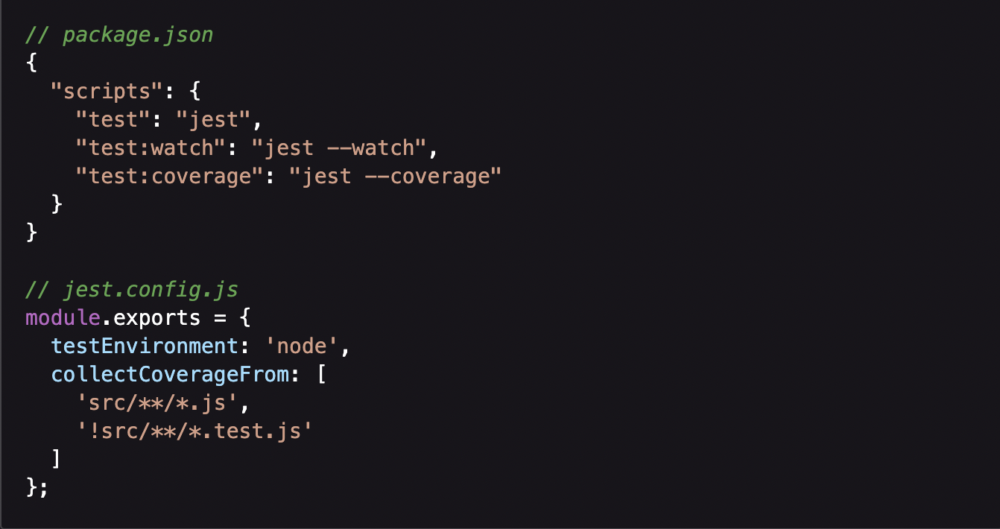 // package.json
{
  "scripts": {
    "test": "jest",
    "test:watch": "jest --watch",
    "test:coverage": "jest --coverage"
  }
}

// jest.config.js
module.exports = {
  testEnvironment: 'node',
  collectCoverageFrom: [
    'src/**/*.js',
    '!src/**/*.test.js'
  ]
};